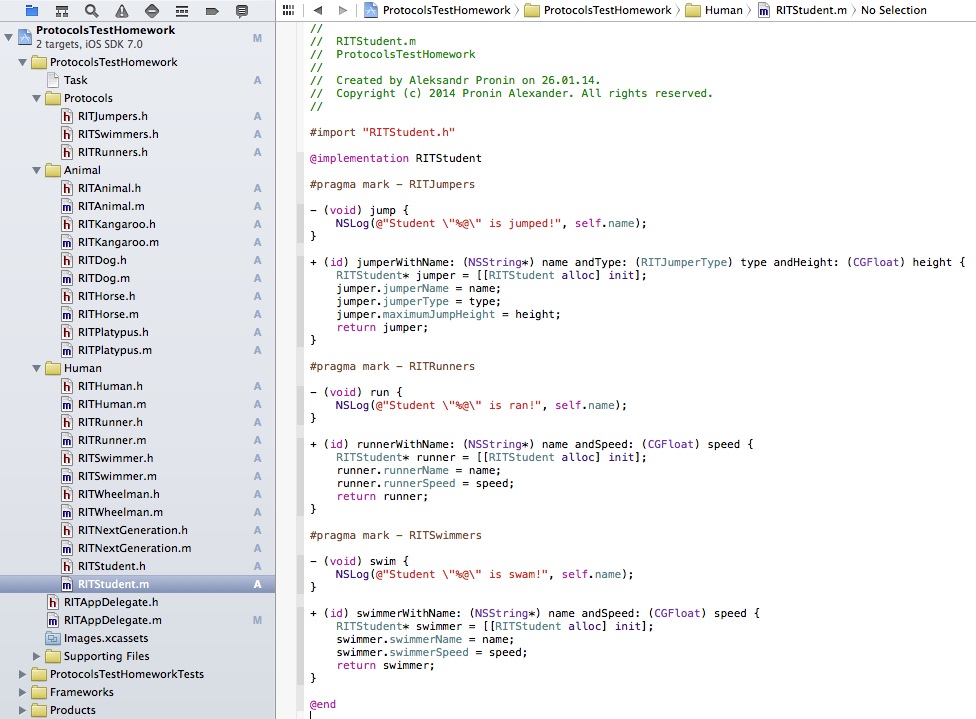 ProtocolsTestHomework
2 targets, iOS SDK 7.0
M
ProtocolsTestHomework
Task
A
Protocols
RITJumpers.h
A
RITSwimmers.h
A
RITRunners.h
A
Animal
RITAnimal.h
A
RITAnimal.m
A
RITKangaroo.h
A
RITKangaroo.m
A
RITDog.h
A
RITDog.m
A
RITHorse.h
A
RITHorse.m
A
RITPlatypus.h
A
RITPlatypus.m
A
Human
RITHuman.h
A
RITHuman.m
A
RITRunner.h
A
RITRunner.m
A
RITSwimmer.h
A
RITSwimmer.m
A
RITWheelman.h
A
RITWheelman.m
A
RITNextGeneration.h
A
RITNextGeneration.m
A
RITStudent.h
A
RITStudent.m
A
RITAppDelegate.h
A
RITAppDelegate.m
M
Images.xcassets
Supporting Files
ProtocolsTestHomeworkTests
Frameworks
Products
ProtocolsTestHomework ProtocolsTestHomework Human RITStudent.m No Selection
//
//  RITStudent.m
//  ProtocolsTestHomework
//
//  Created by Aleksandr Pronin on 26.01.14.
//  Copyright (c) 2014 Pronin Alexander. All rights reserved.
//
#import "RITStudent.h"
@implementation RITStudent
#pragma mark - RITJumpers
- (void) jump {
    NSLog(@"Student \"%@\" is jumped!", self.name);
}
+ (id) jumperWithName: (NSString*) name andType: (RITJumperType) type andHeight: (CGFloat) height {
    RITStudent* jumper = [[RITStudent alloc] init];
    jumper.jumperName = name;
    jumper.jumperType = type;
    jumper.maximumJumpHeight = height;
    return jumper;
}
#pragma mark - RITRunners
- (void) run {
    NSLog(@"Student \"%@\" is ran!", self.name);
}
+ (id) runnerWithName: (NSString*) name andSpeed: (CGFloat) speed {
    RITStudent* runner = [[RITStudent alloc] init];
    runner.runnerName = name;
    runner.runnerSpeed = speed;
    return runner;
}
#pragma mark - RITSwimmers
- (void) swim {
    NSLog(@"Student \"%@\" is swam!", self.name);
}
+ (id) swimmerWithName: (NSString*) name andSpeed: (CGFloat) speed {
    RITStudent* swimmer = [[RITStudent alloc] init];
    swimmer.swimmerName = name;
    swimmer.swimmerSpeed = speed;
    return swimmer;
}
@end